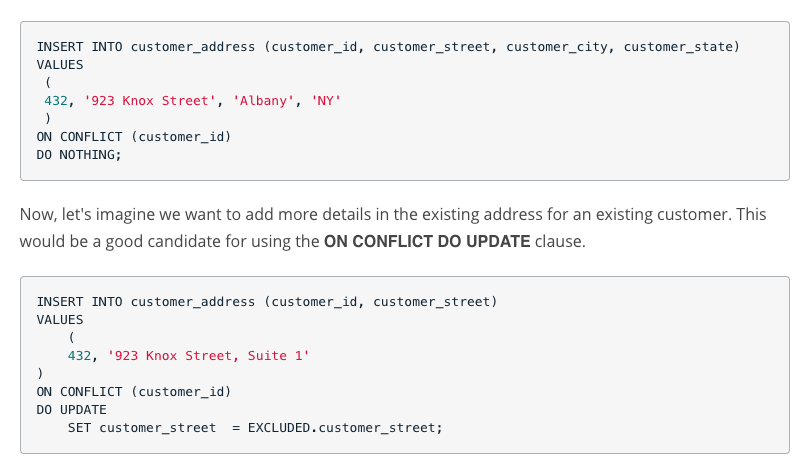 INSERT INTO customer_address (customer_id, customer_street, customer_city, customer_state)
VALUES
(
432, '923 Knox Street', 'Albany', 'NY'
)
ON CONFLICT (customer_id)
DO NOTHING;
Now, let's imagine we want to add more details in the existing address for an existing customer. This
would be a good candidate for using the ON CONFLICT DO UPDATE clause.
INSERT INTO customer_address (customer_id, customer_street)
VALUES
(
432, '923 Knox Street, Suite 1'
)
ON CONFLICT (customer_id)
DO UPDATE
SET customer_street  = EXCLUDED.customer_street;